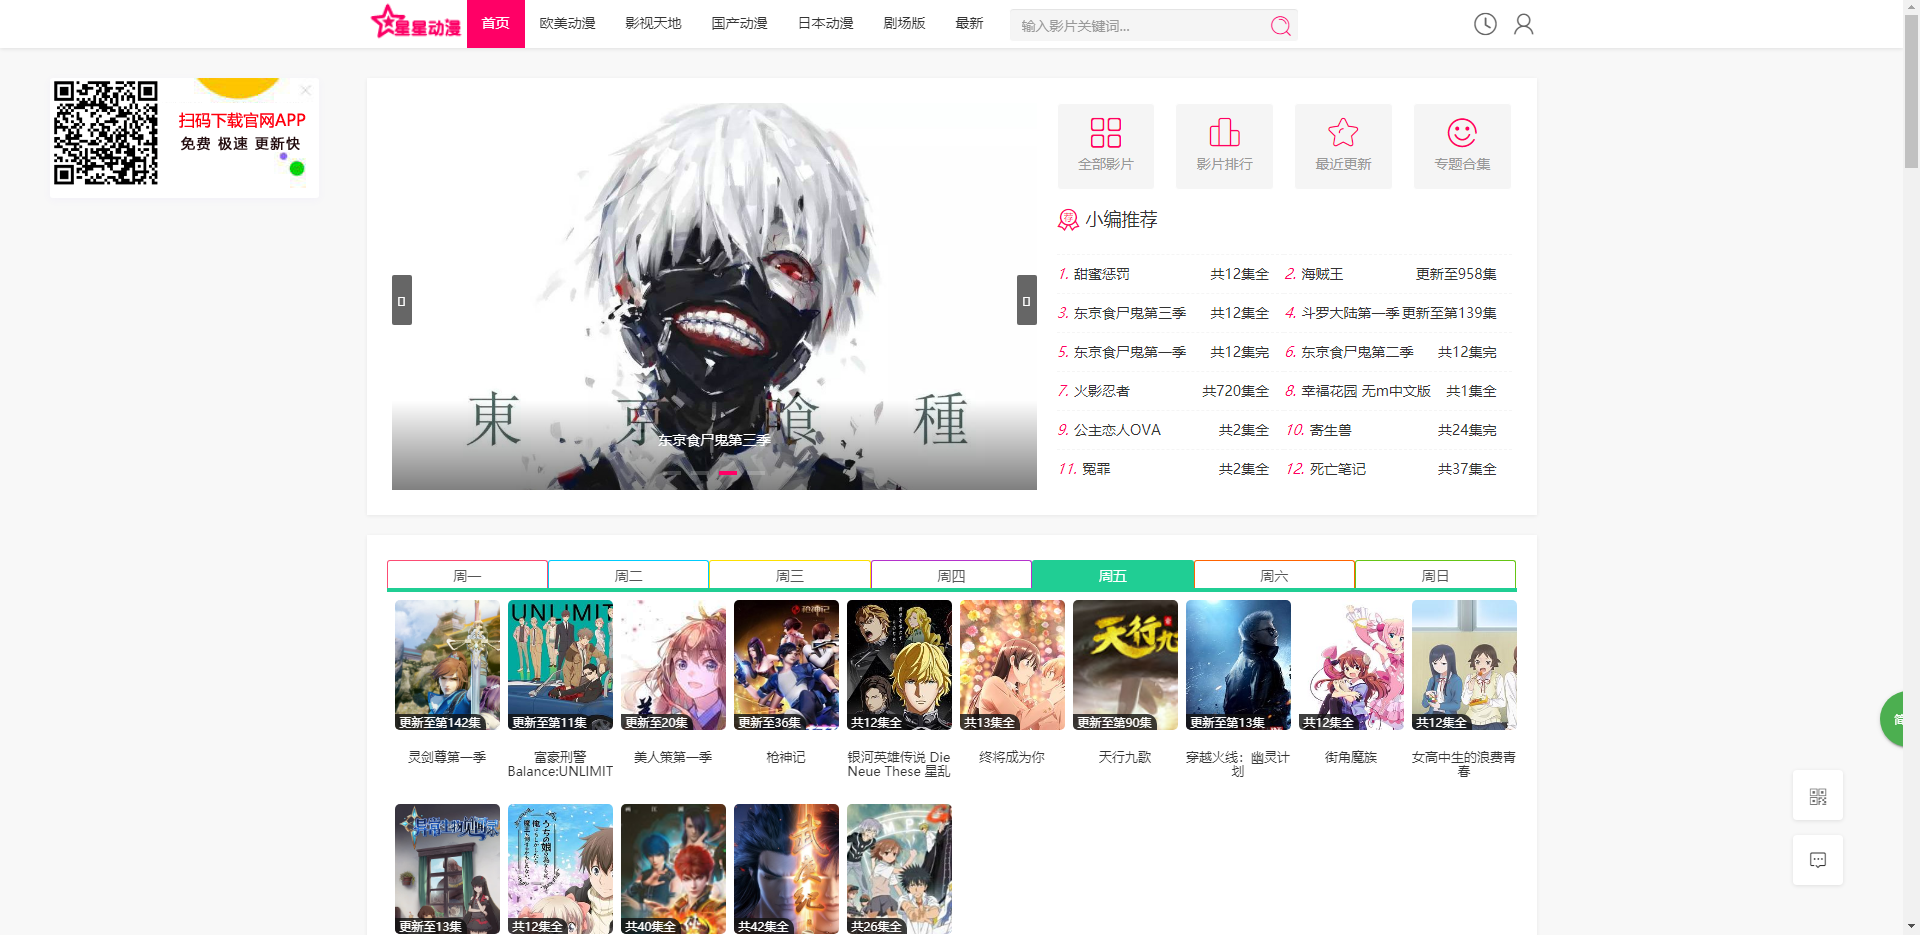 星星动漫 首页 欧美动漫 影视天地 国产动漫 日本动漫 剧场版 最新 输入影片关键词...
扫码下载官网APP
免费 极速 更新快
東京喰種
东京食尸鬼第三季
全部影片 影片排行 最近更新 专题合集
荐 小编推荐
1. 甜蜜惩罚 共12集全 2. 海贼王 更新至958集
3. 东京食尸鬼第三季 共12集全 4. 斗罗大陆第一季 更新至第139集
5. 东京食尸鬼第一季 共12集完 6. 东京食尸鬼第二季 共12集完
7. 火影忍者 共720集全 8. 幸福花园 无m中文版 共1集全
9. 公主恋人OVA 共2集全 10. 寄生兽 共24集完
11. 冤罪 共2集全 12. 死亡笔记 共37集全
周一 周二 周三 周四 周五 周六 周日
UNLIMIT 枪神记 天行九
更新至第142集 更新至第11集 更新至20集 更新至36集 共12集全 共13集全 更新至第90集 更新至第13集 共12集全 共12集全
灵剑尊第一季 富豪刑警 美人策第一季 枪神记 银河英雄传说 Die 终将成为你 天行九歌 穿越火线：幽灵计 街角魔族 女高中生的浪费青
Balance:UNLIMIT Neue These 星乱 划 春
简
武庚纪
更新至13集 共12集全 共40集全 共42集全 共26集全